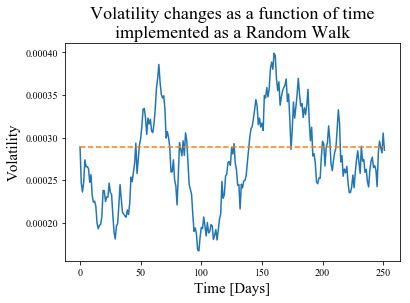 Volatility changes as a function of time
implemented as a Random Walk
0.00040
0.00035
0.00030
0.00025
0.00020
Volatility
0
50
100
150
200
250
Time [Days]